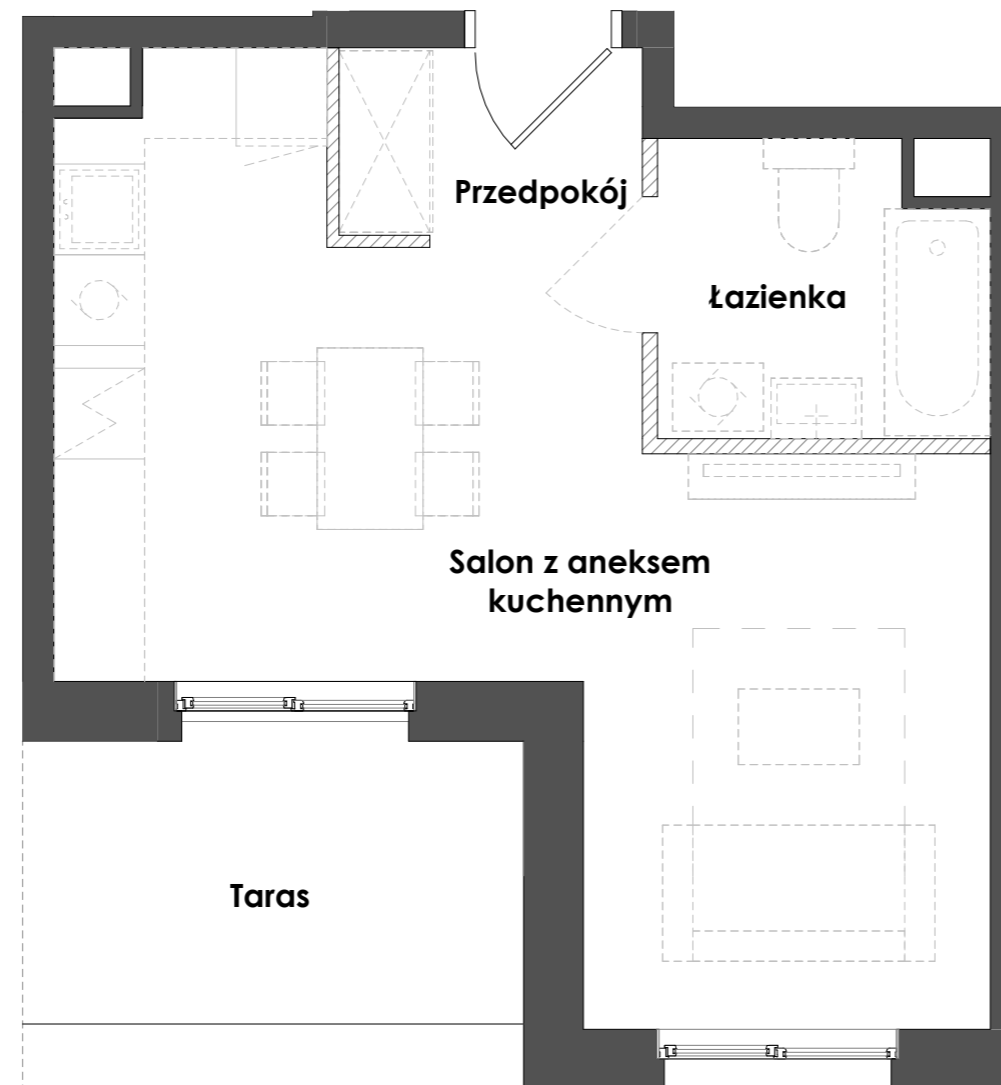 Przedpokój
Łazienka
Salon z aneksem
kuchennym
Taras